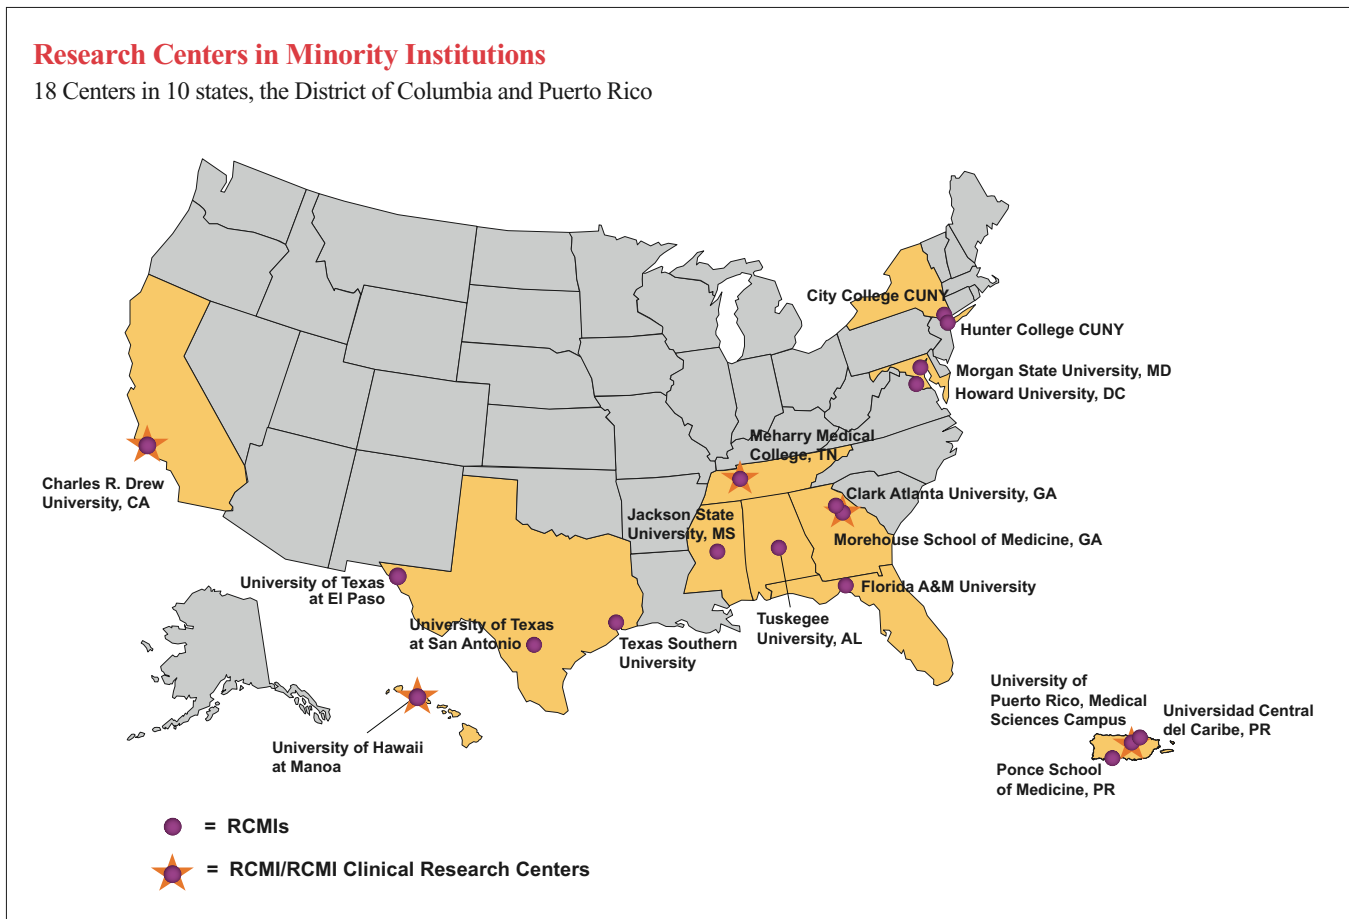 Research Centers in Minority Institutions
18 Centers in 10 states, the District of Columbia and Puerto Rico
City College CUNY
Hunter College CUNY
Morgan State University, MD
Howard University, DC
Meharry Medical
College, TN
Charles R. Drew
University, CA
Clark Atlanta University, GA
Jackson State
University, MS
Morehouse School of Medicine, GA
University of Texas
at El Paso
Florida A&M University
University of Texas
at San Antonio
Texas Southern
University
Tuskegee
University, AL
University of
Puerto Rico, Medical
Sciences Campus
Universidad Central
del Caribe, PR
University of Hawaii
at Manoa
Ponce School
of Medicine, PR
= RCMIs
= RCMI/RCMI Clinical Research Centers